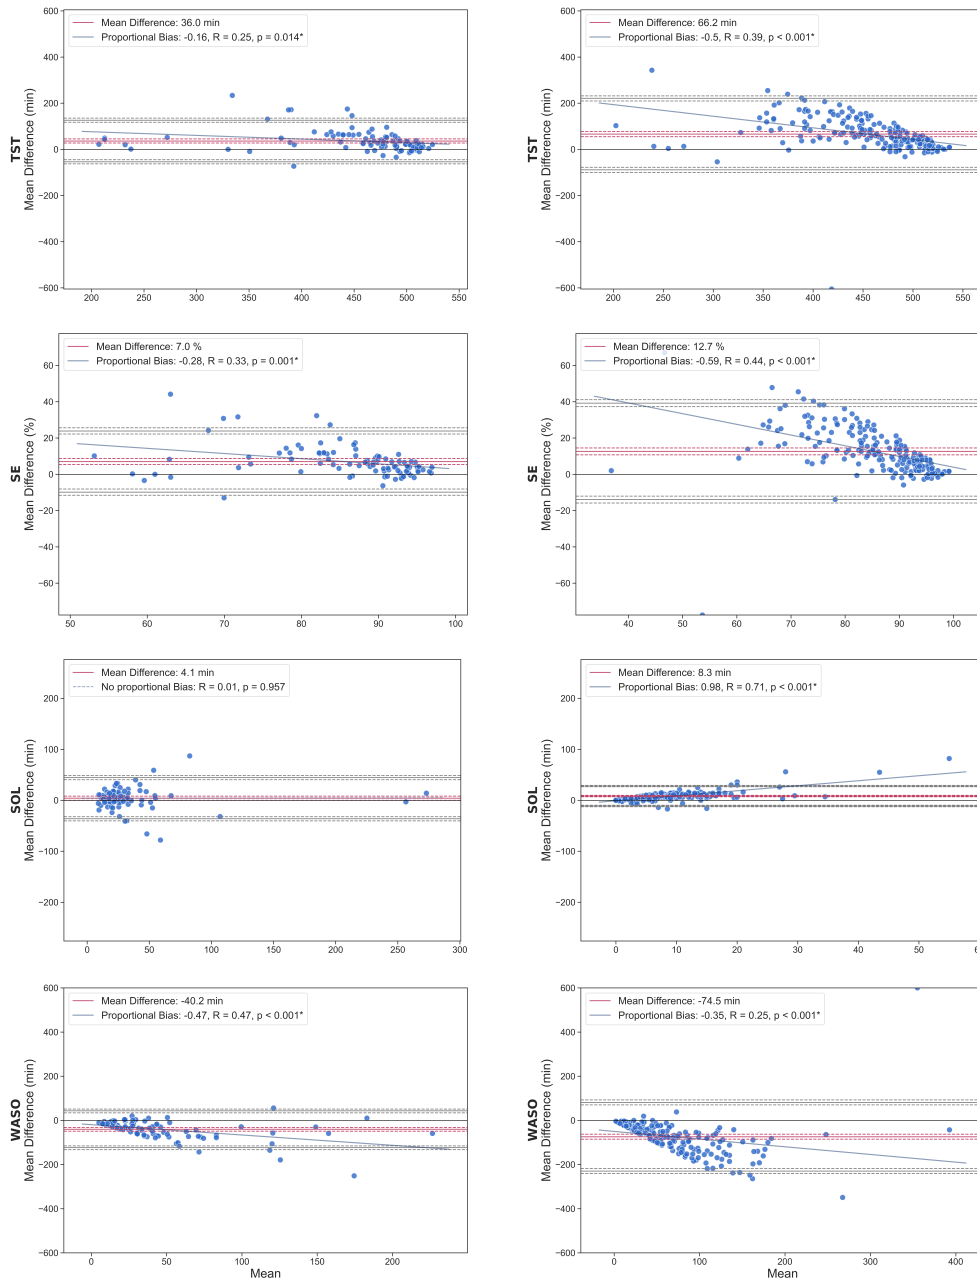 Mean Difference: 36.0 min
Proportional Bias: -0.16, R = 0.25, p = 0.014*
600
400
200
0
−200
−400
−600
TST
Mean Difference (min)
200 250 300 350 400 450 500 550
Mean Difference: 66.2 min
Proportional Bias: -0.5, R = 0.39, p < 0.001*
600
400
200
0
−200
−400
−600
TST
Mean Difference (min)
200 250 300 350 400 450 500 550
Mean Difference: 7.0 %
Proportional Bias: -0.28, R = 0.33, p = 0.001*
60
40
20
0
−20
−40
−60
SE
Mean Difference (%)
50 60 70 80 90 100
Mean Difference: 12.7 %
Proportional Bias: -0.59, R = 0.44, p < 0.001*
60
40
20
0
−20
−40
−60
SE
Mean Difference (%)
40 50 60 70 80 90 100
Mean Difference: 4.1 min
No proportional Bias: R = 0.01, p = 0.957
200
100
0
−100
−200
SOL
Mean Difference (min)
0 50 100 150 200 250 300
Mean Difference: 8.3 min
Proportional Bias: 0.98, R = 0.71, p < 0.001*
200
100
0
−100
−200
SOL
Mean Difference (min)
0 10 20 30 40 50
Mean Difference: -40.2 min
Proportional Bias: -0.47, R = 0.47, p < 0.001*
600
400
200
0
−200
−400
−600
WASO
Mean Difference (min)
0 50 100 150 200
Mean
Mean Difference: -74.5 min
Proportional Bias: -0.35, R = 0.25, p < 0.001*
600
400
200
0
−200
−400
−600
WASO
Mean Difference (min)
0 100 200 300 400
Mean